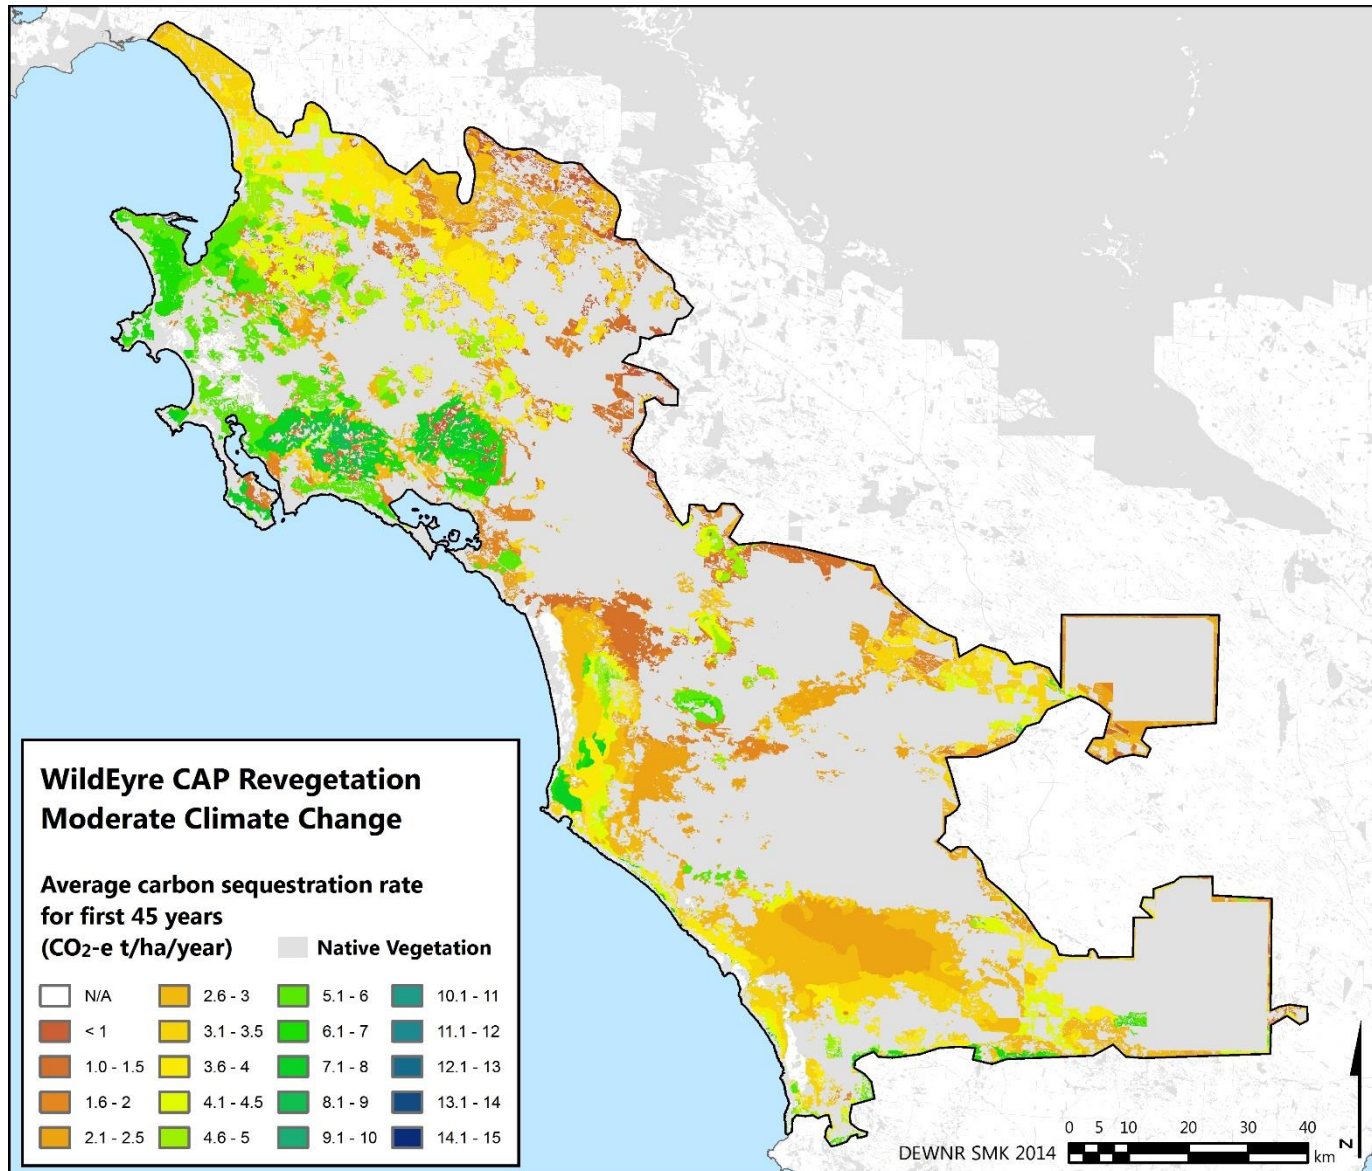 WildEyre CAP Revegetation
Moderate Climate Change
Average carbon sequestration rate
for first 45 years
(CO2-e t/ha/year)
Native Vegetation
N/A
< 1
1.0 - 1.5
1.6 - 2
2.1 - 2.5
2.6 - 3
3.1 - 3.5
3.6 - 4
4.1 - 4.5
4.6 - 5
5.1 - 6
6.1 - 7
7.1 - 8
8.1 - 9
9.1 - 10
10.1 - 11
11.1 - 12
12.1 - 13
13.1 - 14
14.1 - 15
DEWNR SMK 2014
0 5 10 20 30 40
km
N